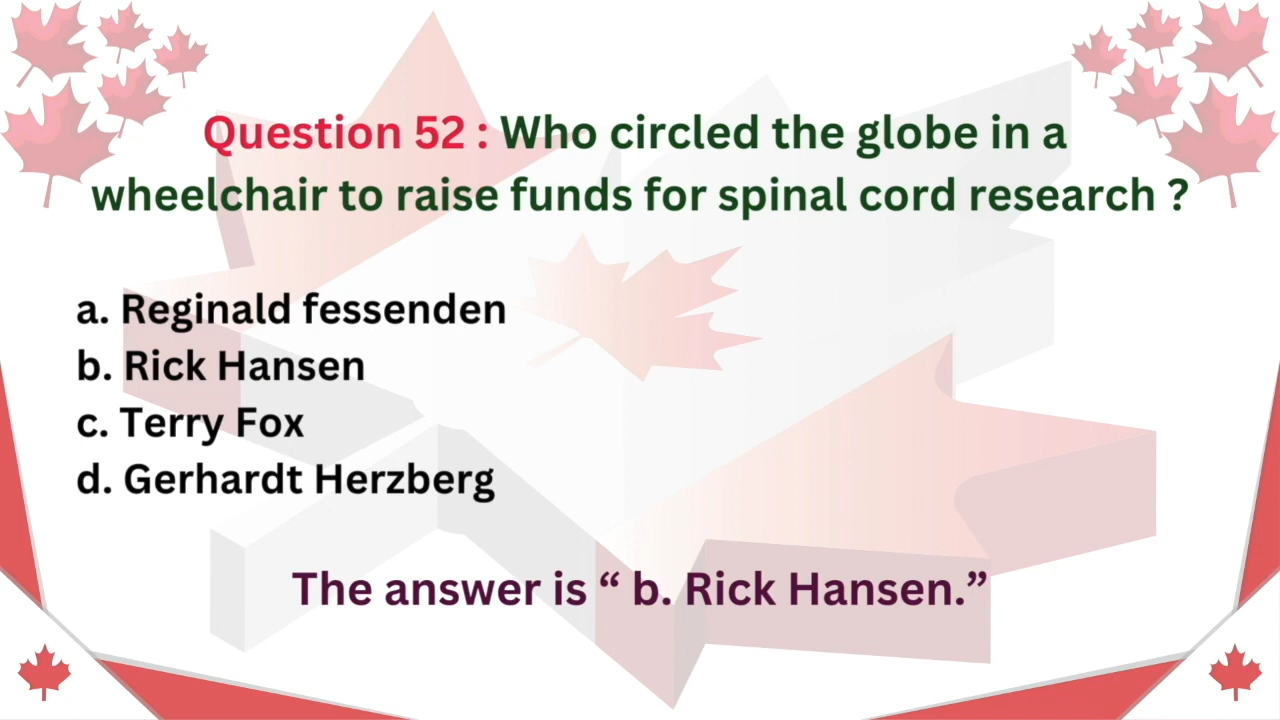 Question 52 : Who circled the globe in a
wheelchair to raise funds for spinal cord research ?
a. Reginald fessenden
b. Rick Hansen
c. Terry Fox
d. Gerhardt Herzberg
The answer is “ b. Rick Hansen.”